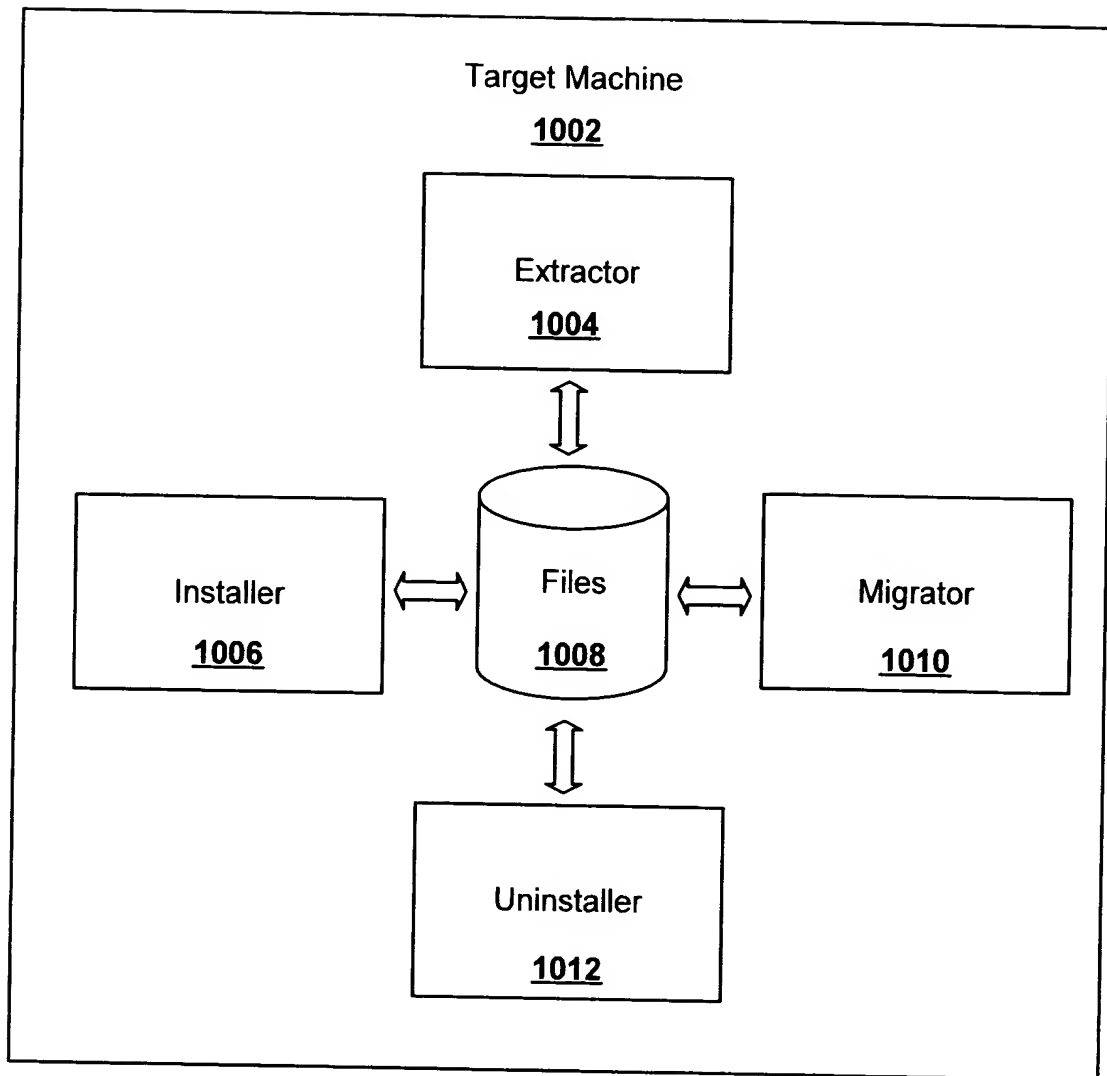 Target Machine
1002
Extractor
1004
Installer
1006
Files
1008
Migrator
1010
Uninstaller
1012